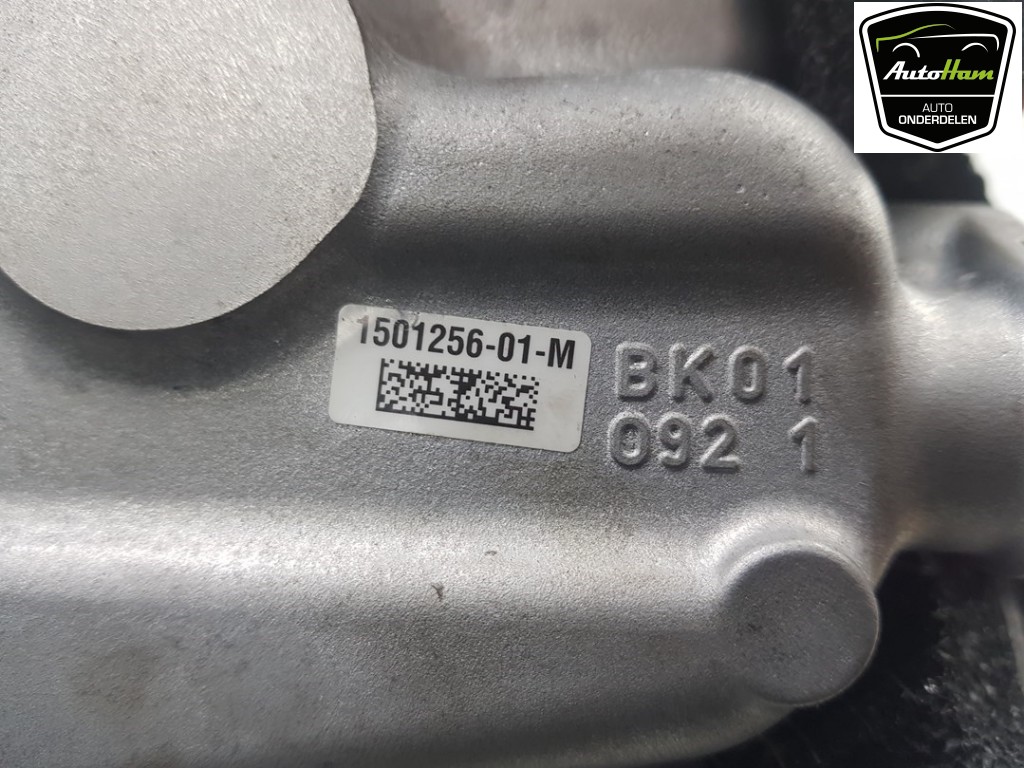 AutoHam
AUTO
ONDERDELEN
1501256-01-M
BK01
092 1